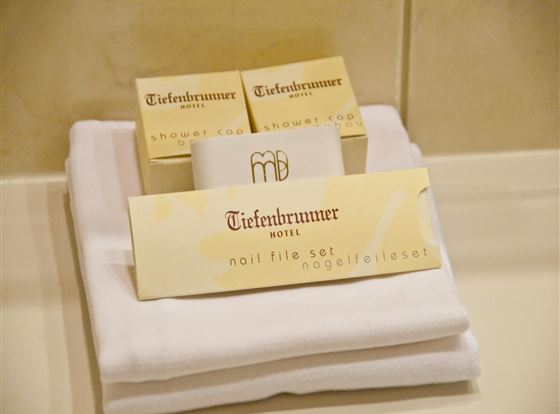 Tiefenbrunner
HOTEL
shower cap
Tiefenbrunner
HOTEL
shower cap
Tiefenbrunner
HOTEL
nail file set
nagelfeileset